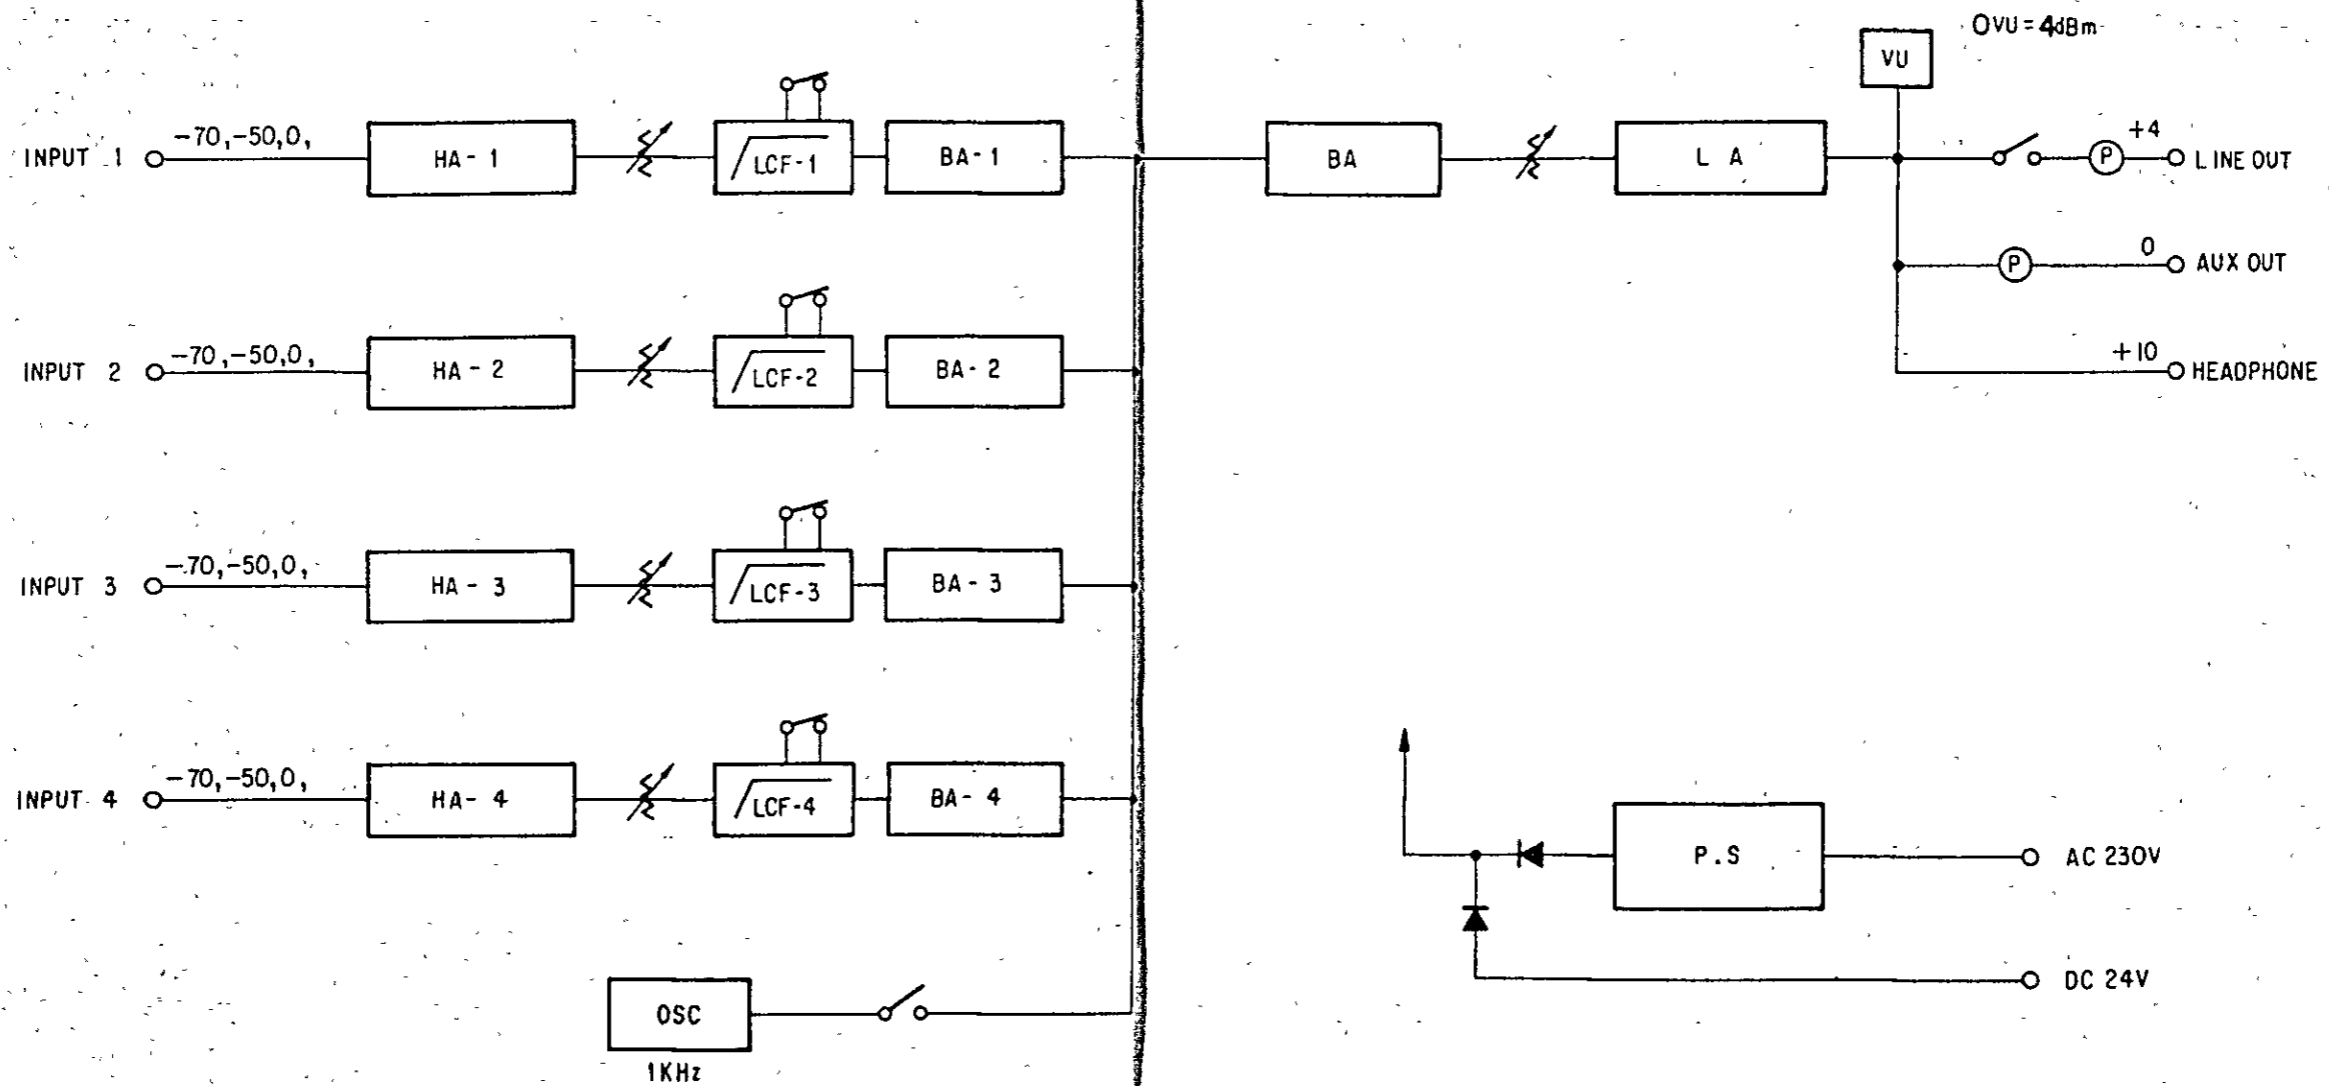 0VU=4dBm
VU
INPUT 1 -70,-50,0, HA-1 LCF-1 BA-1 BA L A P +4 LINE OUT
P 0 AUX OUT
INPUT 2 -70,-50,0, HA-2 LCF-2 BA-2 +10 HEADPHONE
INPUT 3 -70,-50,0, HA-3 LCF-3 BA-3
INPUT 4 -70,-50,0, HA-4 LCF-4 BA-4
P.S AC 230V
DC 24V
OSC
1KHz